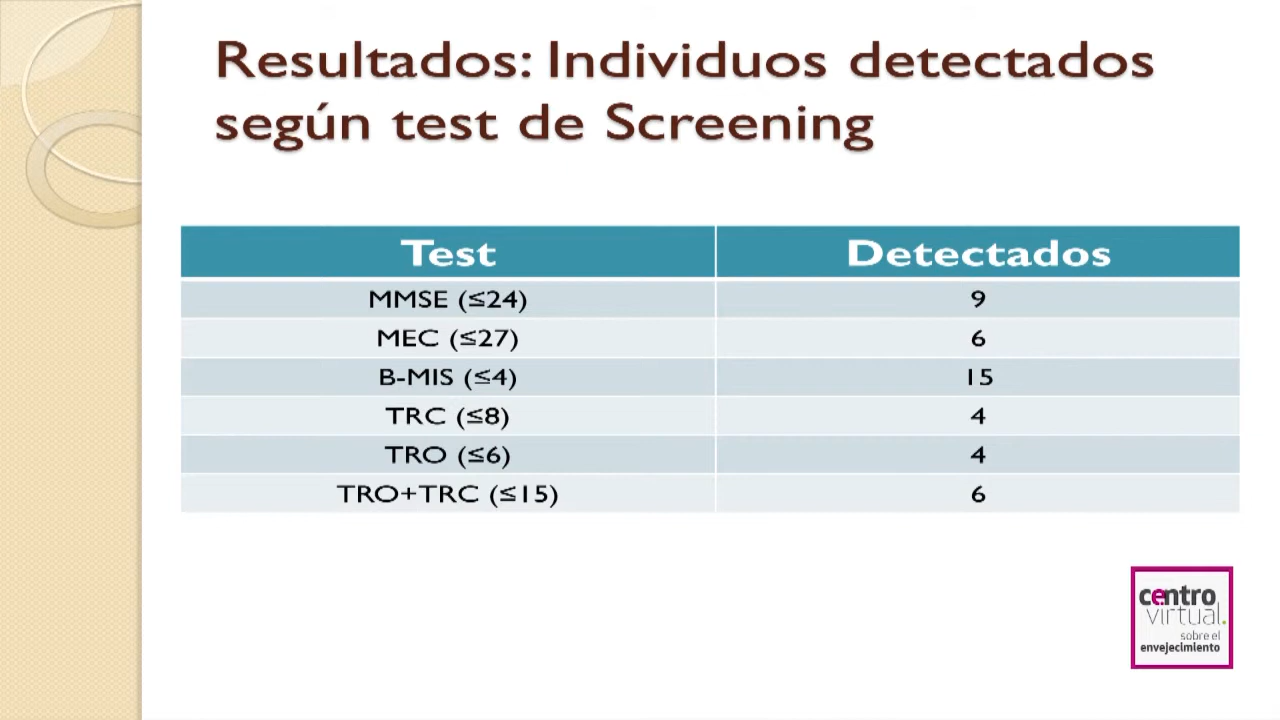 Resultados: Individuos detectados
según test de Screening
Test Detectados
MMSE (≤24) 9
MEC (≤27) 6
B-MIS (≤4) 15
TRC (≤8) 4
TRO (≤6) 4
TRO+TRC (≤15) 6
centro
virtual.
sobre el
envejecimiento